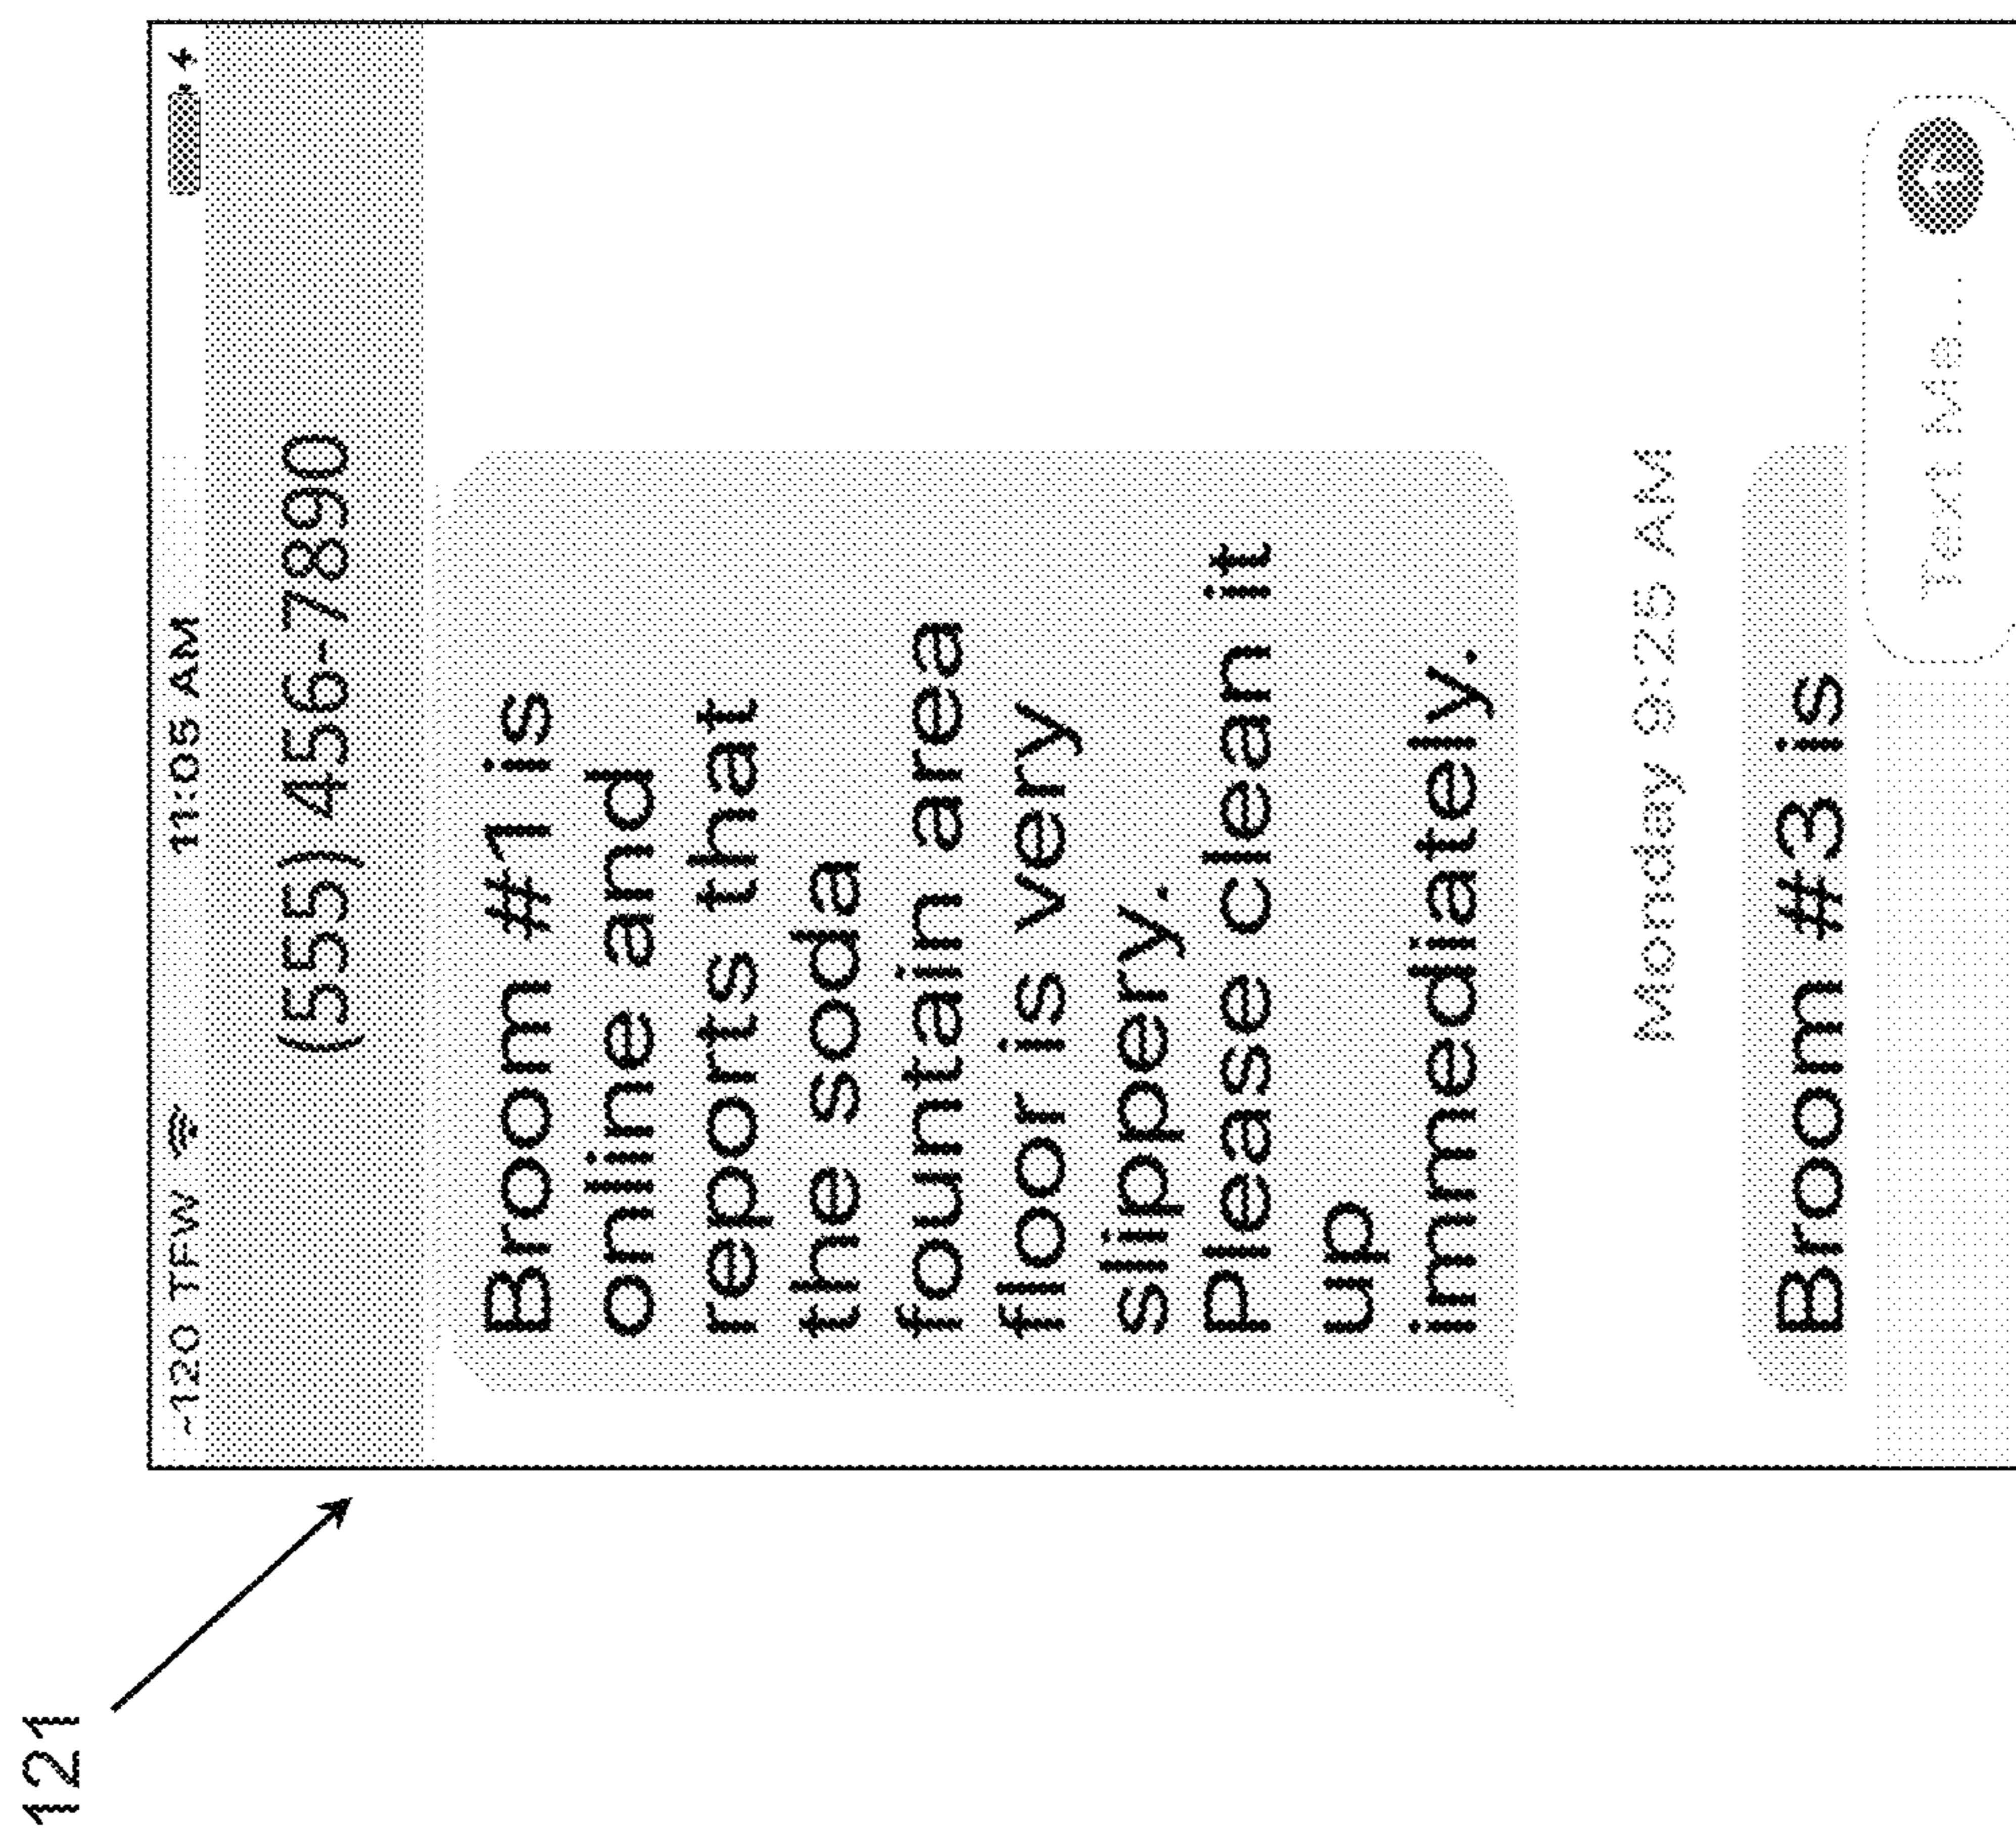 121
-120 TFW 11:05 AM
(555) 456-7890
Broom #1 is
online and
reports that
the soda
fountain area
floor is very
slippery.
Please clean it
up
immediately.
Monday 9:25 AM
Broom #3 is
Text Me...